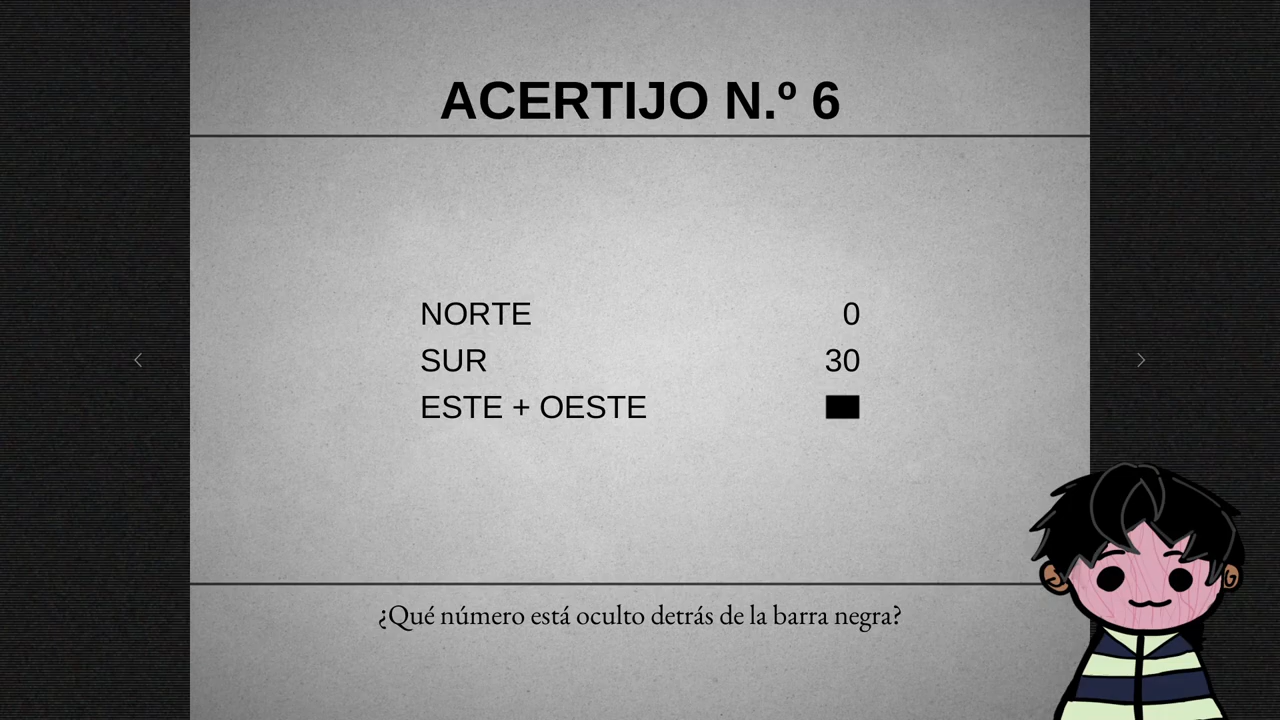 ACERTIJO N.º 6
NORTE 0
SUR 30
ESTE + OESTE
¿Qué número está oculto detrás de la barra negra?